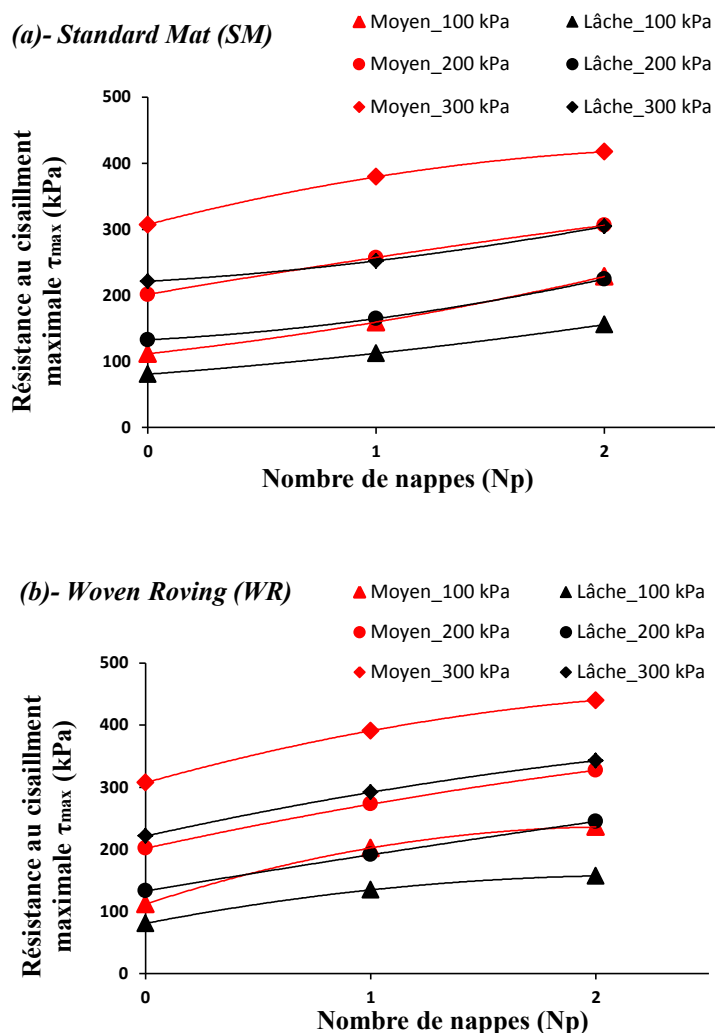 (a)- Standard Mat (SM)
Moyen_100 kPa
Lâche_100 kPa
Moyen_200 kPa
Lâche_200 kPa
Moyen_300 kPa
Lâche_300 kPa
Résistance au cisaillment
maximale τmax (kPa)
500
400
300
200
100
0
0
1
2
Nombre de nappes (Np)
(b)- Woven Roving (WR)
Moyen_100 kPa
Lâche_100 kPa
Moyen_200 kPa
Lâche_200 kPa
Moyen_300 kPa
Lâche_300 kPa
Résistance au cisaillment
maximale τmax (kPa)
500
400
300
200
100
0
0
1
2
Nombre de nappes (Np)